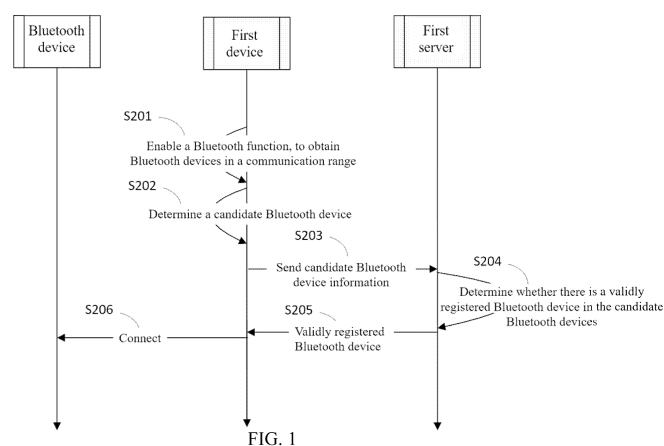 Bluetooth
device
First
device
First
server
S201
Enable a Bluetooth function, to obtain
Bluetooth devices in a communication range
S202
Determine a candidate Bluetooth device
S203
Send candidate Bluetooth
device information
S204
Determine whether there is a validly
registered Bluetooth device in the candidate
Bluetooth devices
S205
Validly registered
Bluetooth device
S206
Connect
FIG. 1